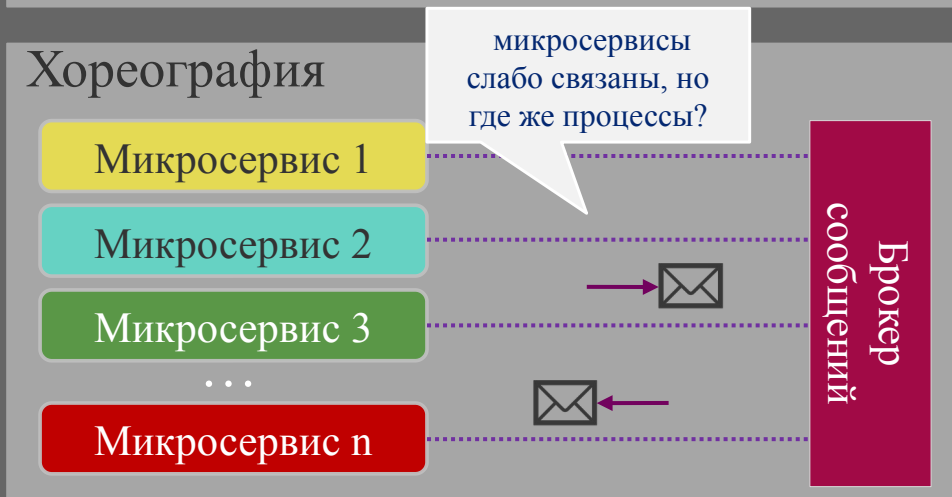 Хореография
микросервисы
слабо связаны, но
где же процессы?
Микросервис 1
Микросервис 2
Микросервис 3
...
Микросервис n
Брокер
сообщений